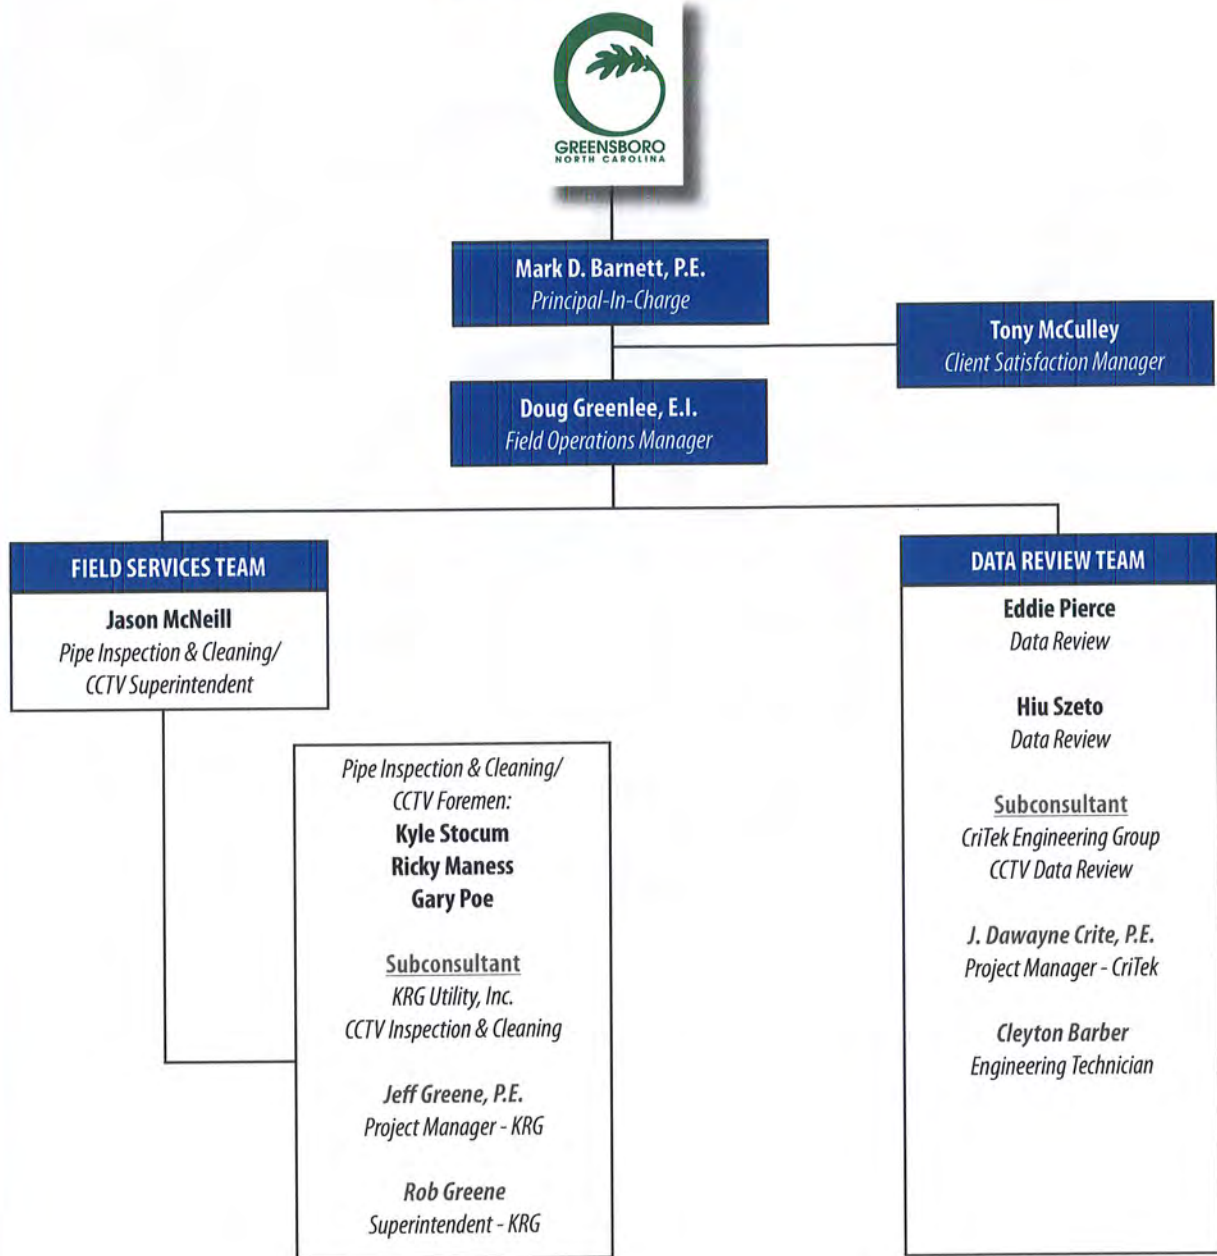 GREENSBORO
NORTH CAROLINA
Mark D. Barnett, P.E.
Principal-In-Charge
Tony McCulley
Client Satisfaction Manager
Doug Greenlee, E.I.
Field Operations Manager
FIELD SERVICES TEAM
Jason McNeill
Pipe Inspection & Cleaning/
CCTV Superintendent
Pipe Inspection & Cleaning/
CCTV Foremen:
Kyle Stocum
Ricky Maness
Gary Poe
Subconsultant
KRG Utility, Inc.
CCTV Inspection & Cleaning
Jeff Greene, P.E.
Project Manager - KRG
Rob Greene
Superintendent - KRG
DATA REVIEW TEAM
Eddie Pierce
Data Review
Hiu Szeto
Data Review
Subconsultant
CriTek Engineering Group
CCTV Data Review
J. Dawayne Crite, P.E.
Project Manager - CriTek
Cleyton Barber
Engineering Technician